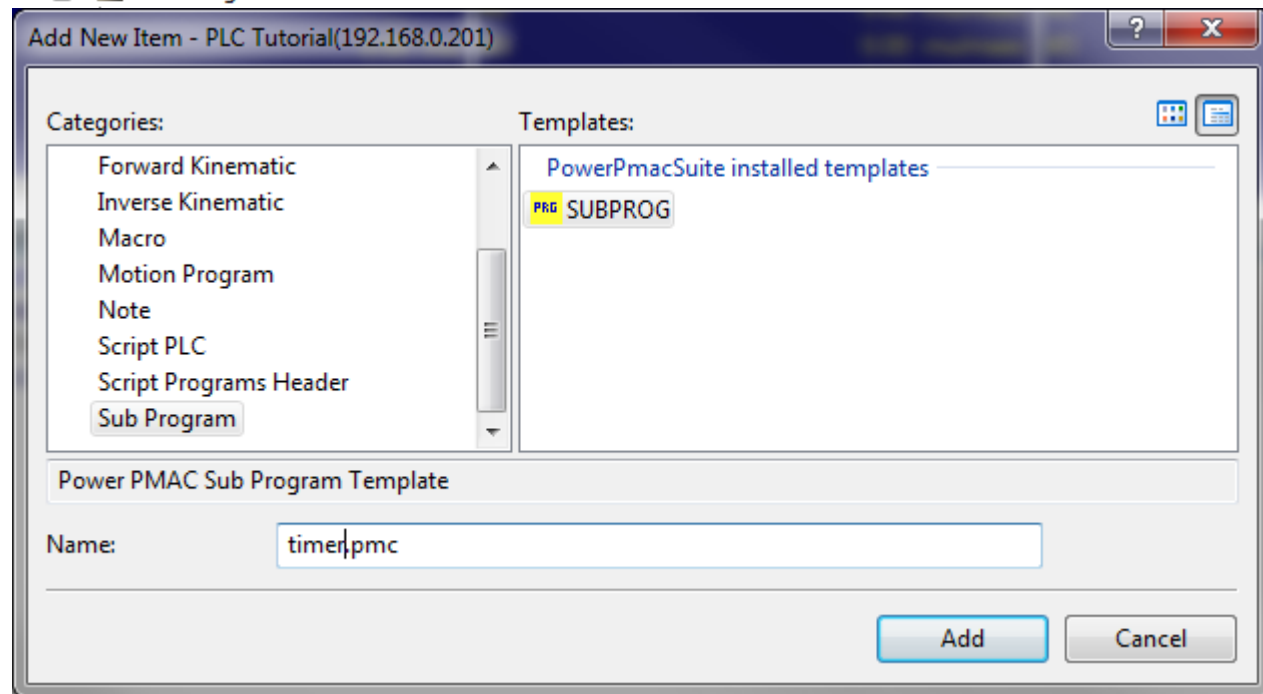 Add New Item - PLC Tutorial(192.168.0.201)
Categories:
Templates:
Forward Kinematic
Inverse Kinematic
Macro
Motion Program
Note
Script PLC
Script Programs Header
Sub Program
PowerPmacSuite installed templates
PRG SUBPROG
Power PMAC Sub Program Template
Name:
timer.pmc
Add
Cancel